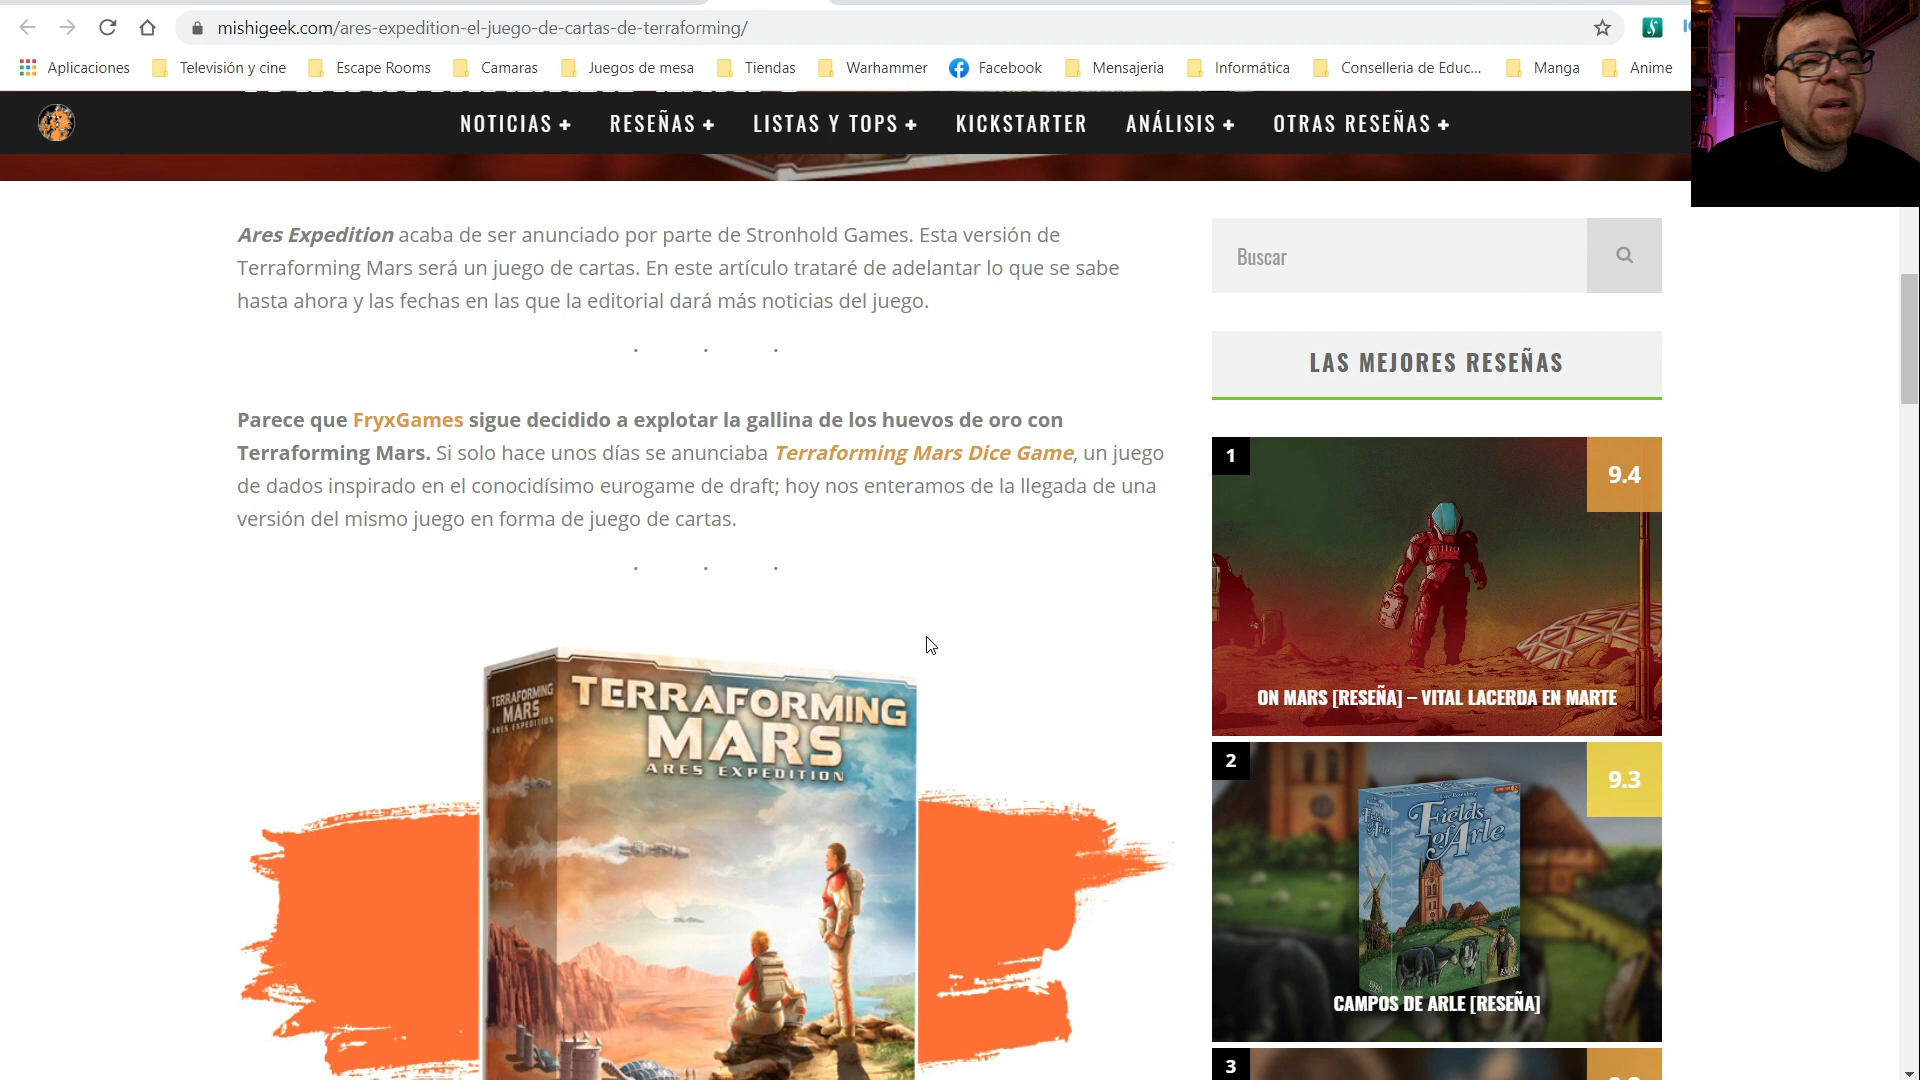 mishigeek.com/ares-expedition-el-juego-de-cartas-de-terraforming/
Aplicaciones Televisión y cine Escape Rooms Camaras Juegos de mesa Tiendas Warhammer Facebook Mensajeria Informática Conselleria de Educ... Manga Anime
NOTICIAS + RESEÑAS + LISTAS Y TOPS + KICKSTARTER ANÁLISIS + OTRAS RESEÑAS +
Ares Expedition acaba de ser anunciado por parte de Stronhold Games. Esta versión de
Terraforming Mars será un juego de cartas. En este artículo trataré de adelantar lo que se sabe
hasta ahora y las fechas en las que la editorial dará más noticias del juego.
. . .
Parece que FryxGames sigue decidido a explotar la gallina de los huevos de oro con
Terraforming Mars. Si solo hace unos días se anunciaba Terraforming Mars Dice Game, un juego
de dados inspirado en el conocidísimo eurogame de draft; hoy nos enteramos de la llegada de una
versión del mismo juego en forma de juego de cartas.
. . .
TERRAFORMING
MARS
ARES EXPEDITION
TERRAFORMING
MARS
ARES EXPEDITION
Buscar
LAS MEJORES RESEÑAS
1
9.4
ON MARS [RESEÑA] – VITAL LACERDA EN MARTE
2
9.3
Fields
of Arle
Fields
of Arle
CAMPOS DE ARLE [RESEÑA]
3